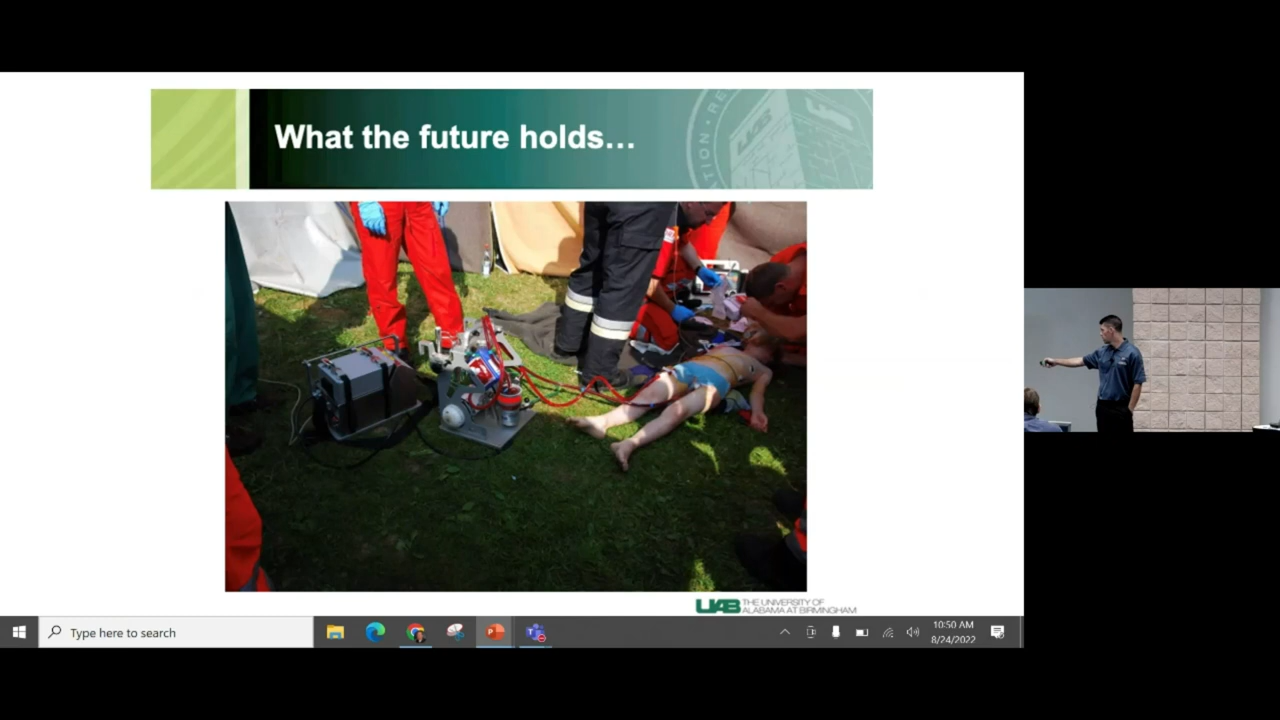 What the future holds...
UAB THE UNIVERSITY OF
ALABAMA AT BIRMINGHAM
Type here to search
10:50 AM
8/24/2022